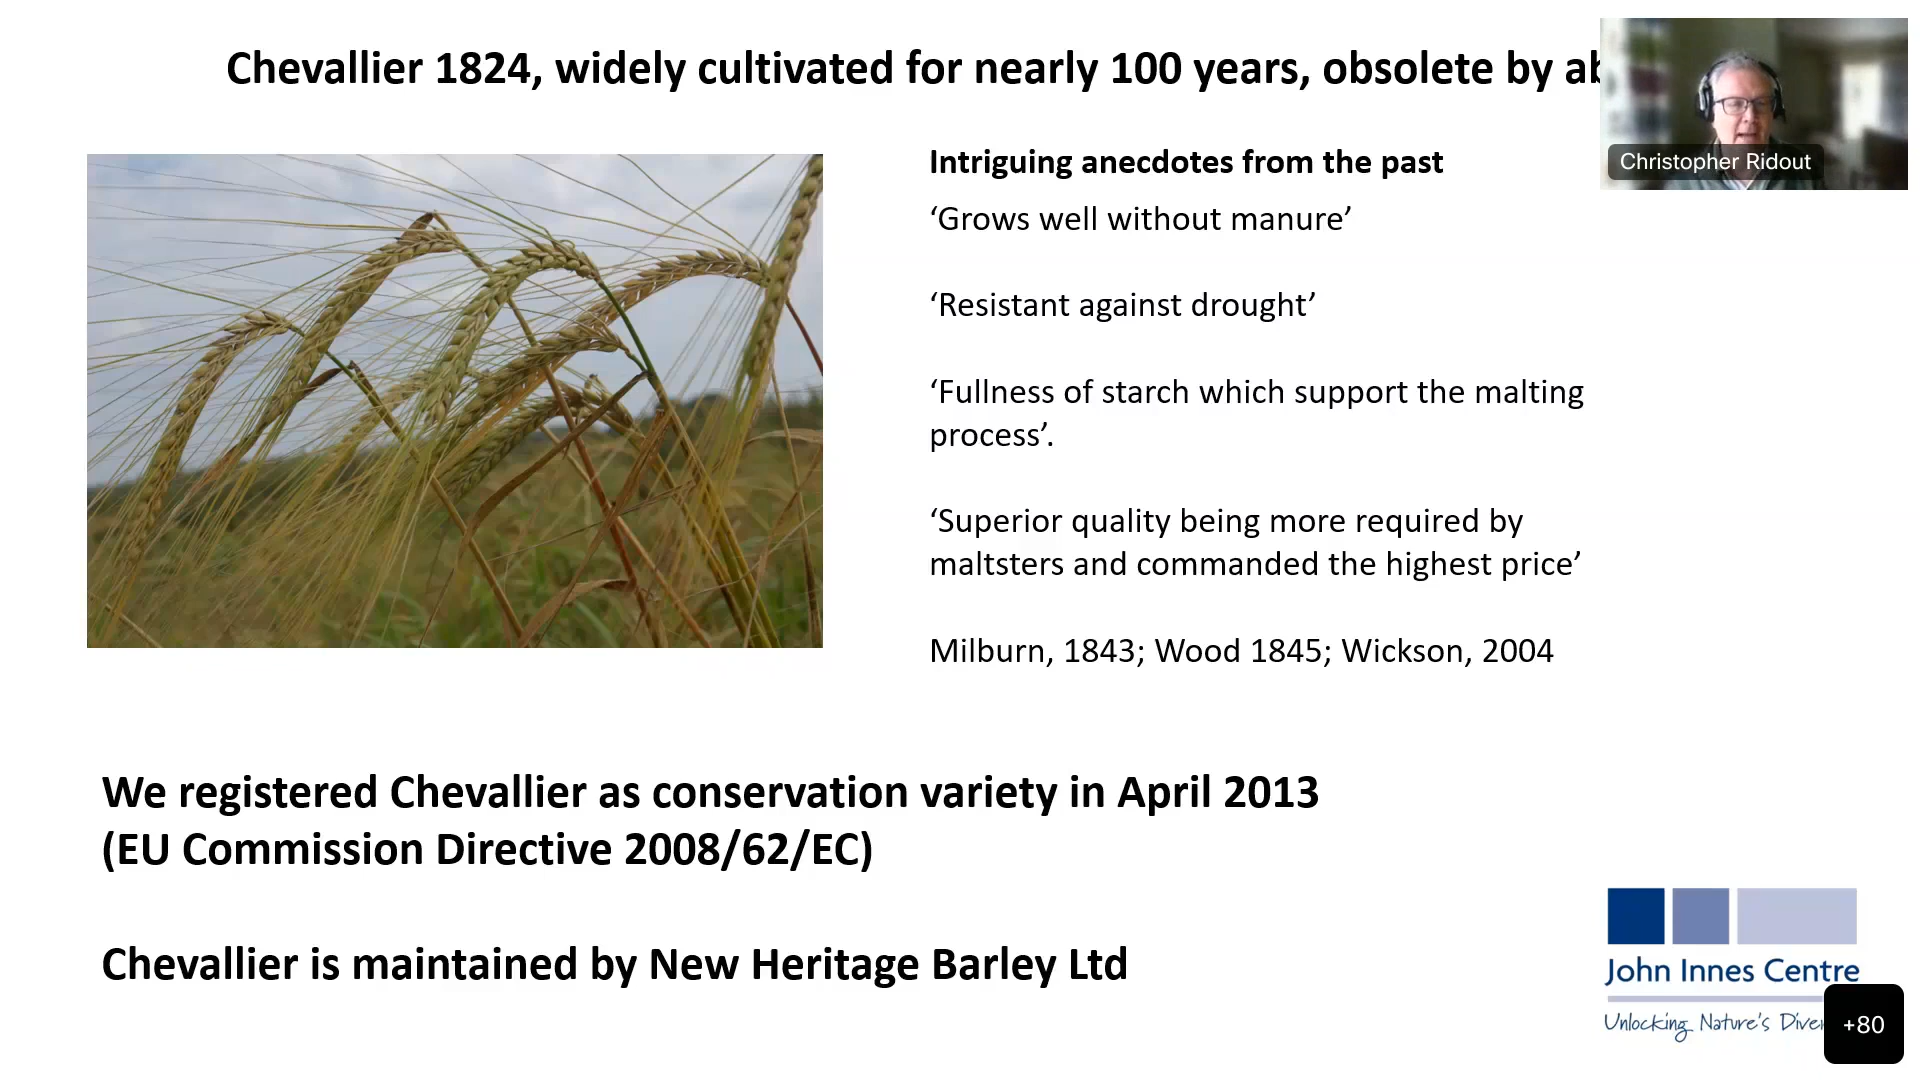 Chevallier 1824, widely cultivated for nearly 100 years, obsolete by
Christopher Ridout
Intriguing anecdotes from the past
‘Grows well without manure’
‘Resistant against drought’
‘Fullness of starch which support the malting
process’.
‘Superior quality being more required by
maltsters and commanded the highest price’
Milburn, 1843; Wood 1845; Wickson, 2004
We registered Chevallier as conservation variety in April 2013
(EU Commission Directive 2008/62/EC)
Chevallier is maintained by New Heritage Barley Ltd
John Innes Centre
Unlocking Nature's
+80